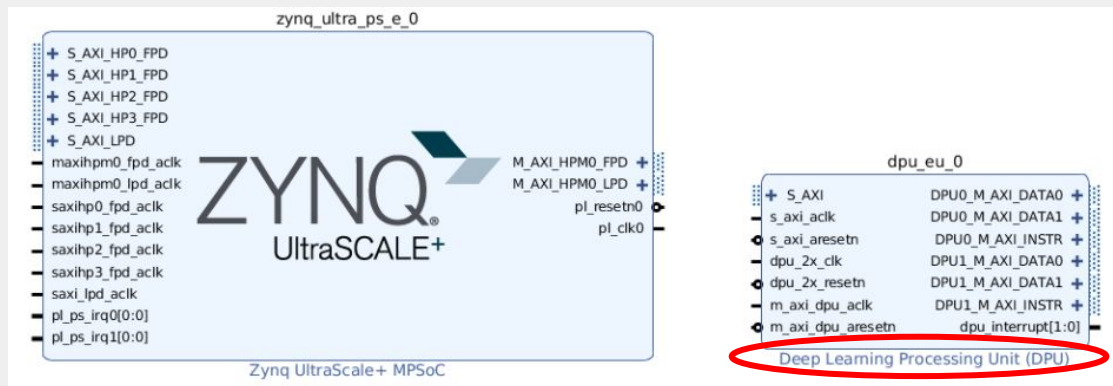 zynq_ultra_ps_e_0
S_AXI_HP0_FPD
S_AXI_HP1_FPD
S_AXI_HP2_FPD
S_AXI_HP3_FPD
S_AXI_LPD
maxihpm0_fpd_aclk
maxihpm0_lpd_aclk
saxihp0_fpd_aclk
saxihp1_fpd_aclk
saxihp2_fpd_aclk
saxihp3_fpd_aclk
saxi_lpd_aclk
pl_ps_irq0[0:0]
pl_ps_irq1[0:0]
ZYNQ®
UltraSCALE+
M_AXI_HPM0_FPD
M_AXI_HPM0_LPD
pl_resetn0
pl_clk0
Zynq UltraScale+ MPSoC
dpu_eu_0
S_AXI
s_axi_aclk
s_axi_aresetn
dpu_2x_clk
dpu_2x_resetn
m_axi_dpu_aclk
m_axi_dpu_aresetn
DPU0_M_AXI_DATA0
DPU0_M_AXI_DATA1
DPU0_M_AXI_INSTR
DPU1_M_AXI_DATA0
DPU1_M_AXI_DATA1
DPU1_M_AXI_INSTR
dpu_interrupt[1:0]
Deep Learning Processing Unit (DPU)